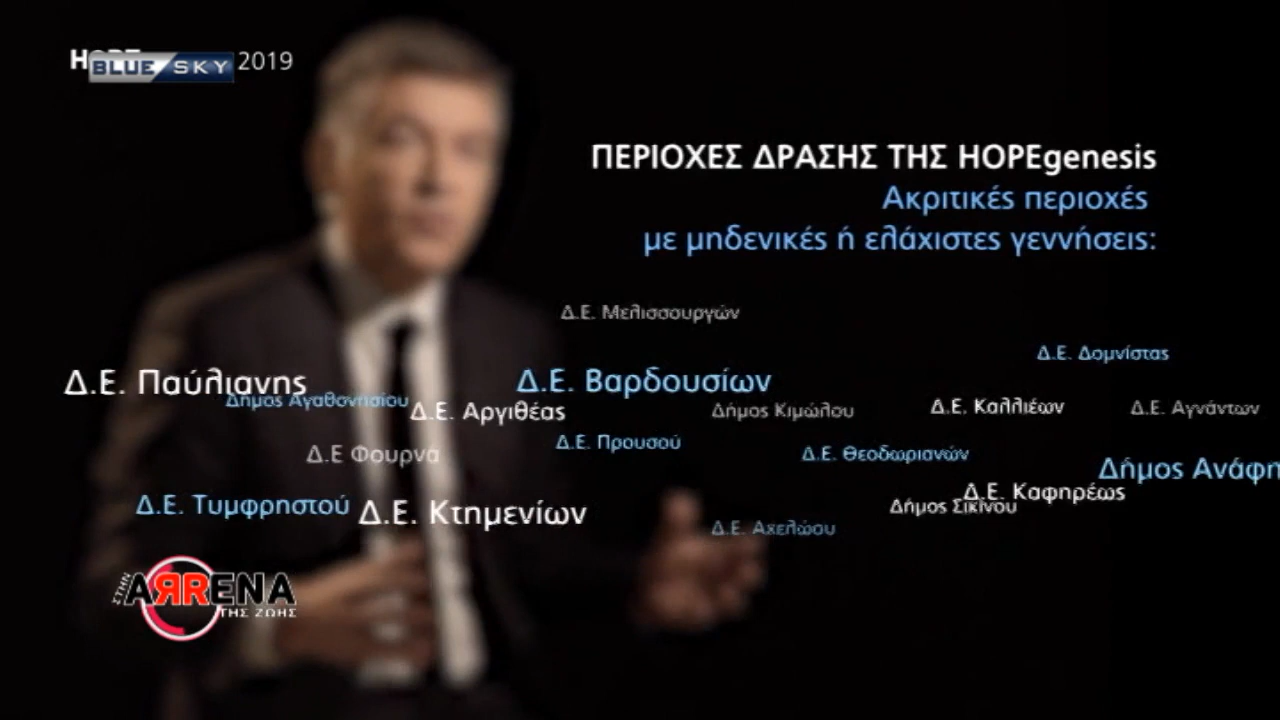 BLUE SKY 2019
ΠΕΡΙΟΧΕΣ ΔΡΑΣΗΣ ΤΗΣ HOPEgenesis
Ακριτικές περιοχές
με μηδενικές ή ελάχιστες γεννήσεις:
Δ.Ε. Μελισσουργών
Δ.Ε. Δομνίστας
Δ.Ε. Παύλιανης
Δ.Ε. Βαρδουσίων
Δήμος Αγαθονησίου
Δ.Ε. Αργιθέας
Δήμος Κιμώλου
Δ.Ε. Καλλιέων
Δ.Ε. Αγνάντων
Δ.Ε Φουρνα
Δ.Ε. Προυσού
Δ.Ε. Θεοδωριανών
Δήμος Ανάφη
Δ.Ε. Τυμφρηστού
Δ.Ε. Κτημενίων
Δ.Ε. Καφηρέως
Δήμος Σικίνου
Δ.Ε. Αχελώου
ΣΤΗΝ ΑRRENA
ΤΗΣ ΖΩΗΣ